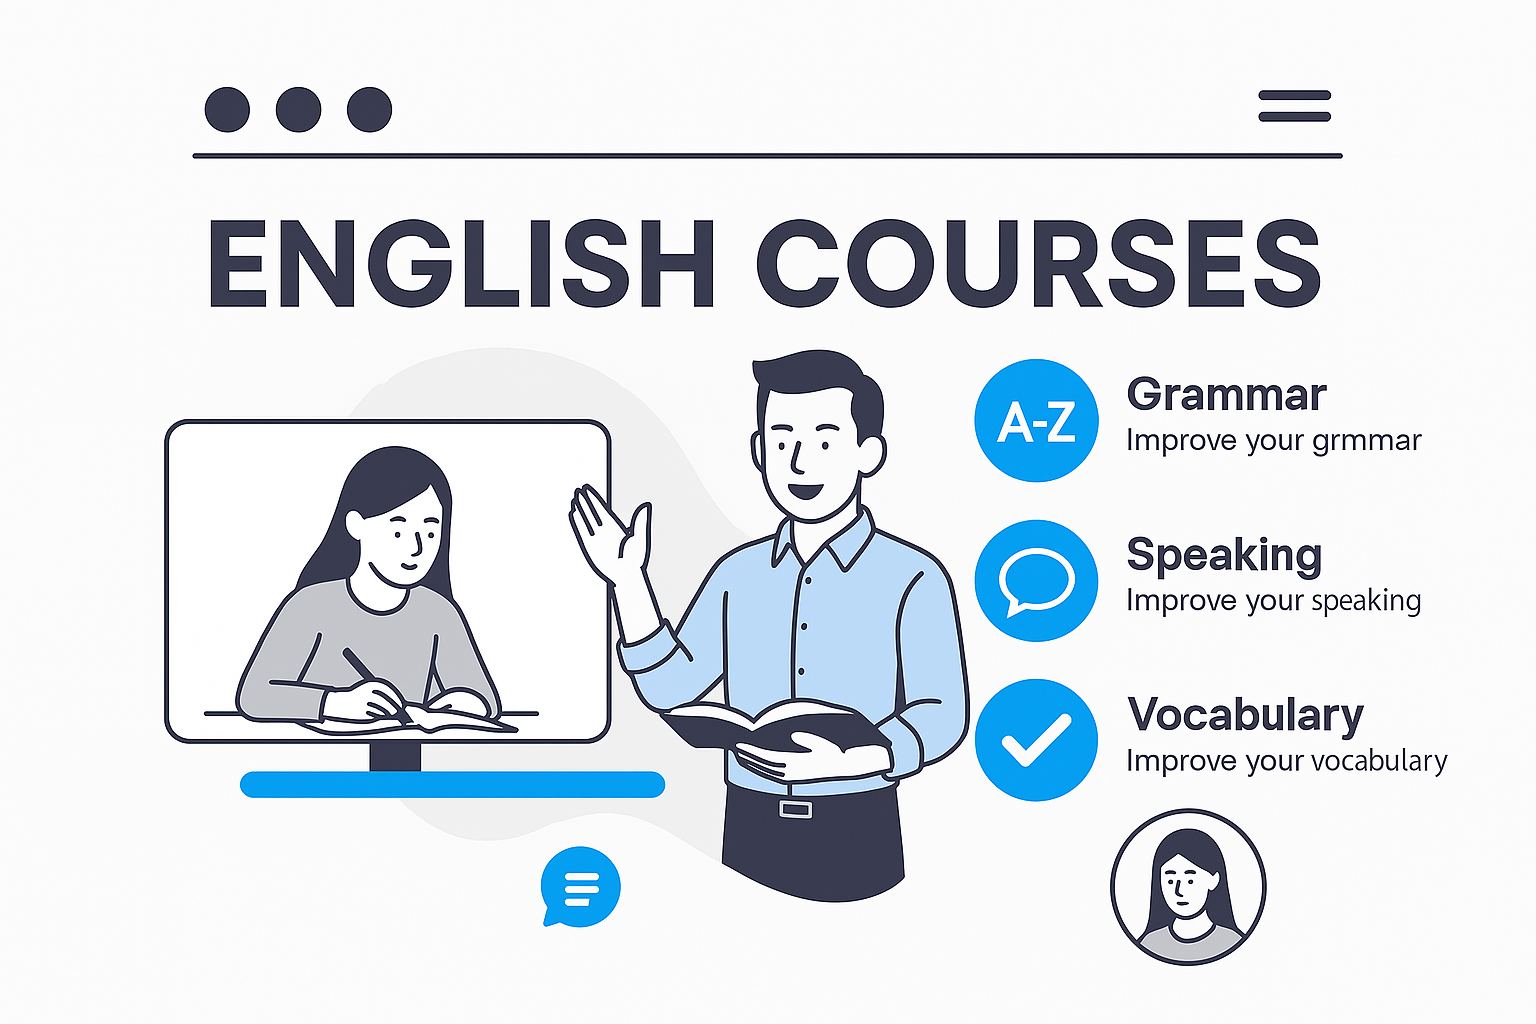 ENGLISH COURSES
A-Z
Grammar
Improve your grmmar
Speaking
Improve your speaking
Vocabulary
Improve your vocabulary